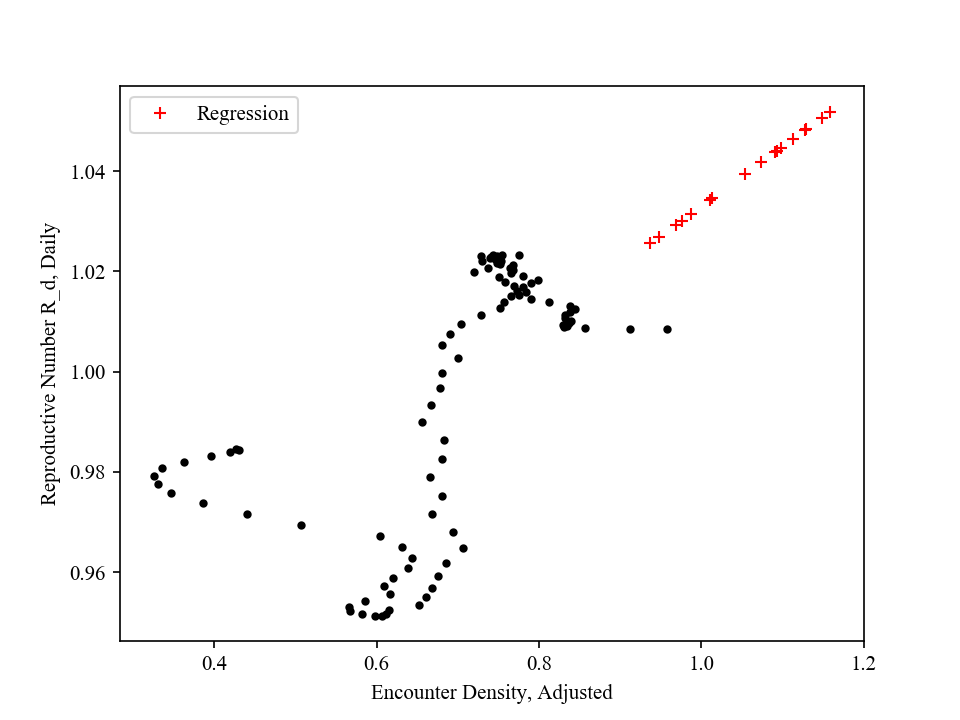 Regression
Reproductive Number R_d, Daily
1.04
1.02
1.00
0.98
0.96
0.4 0.6 0.8 1.0 1.2
Encounter Density, Adjusted